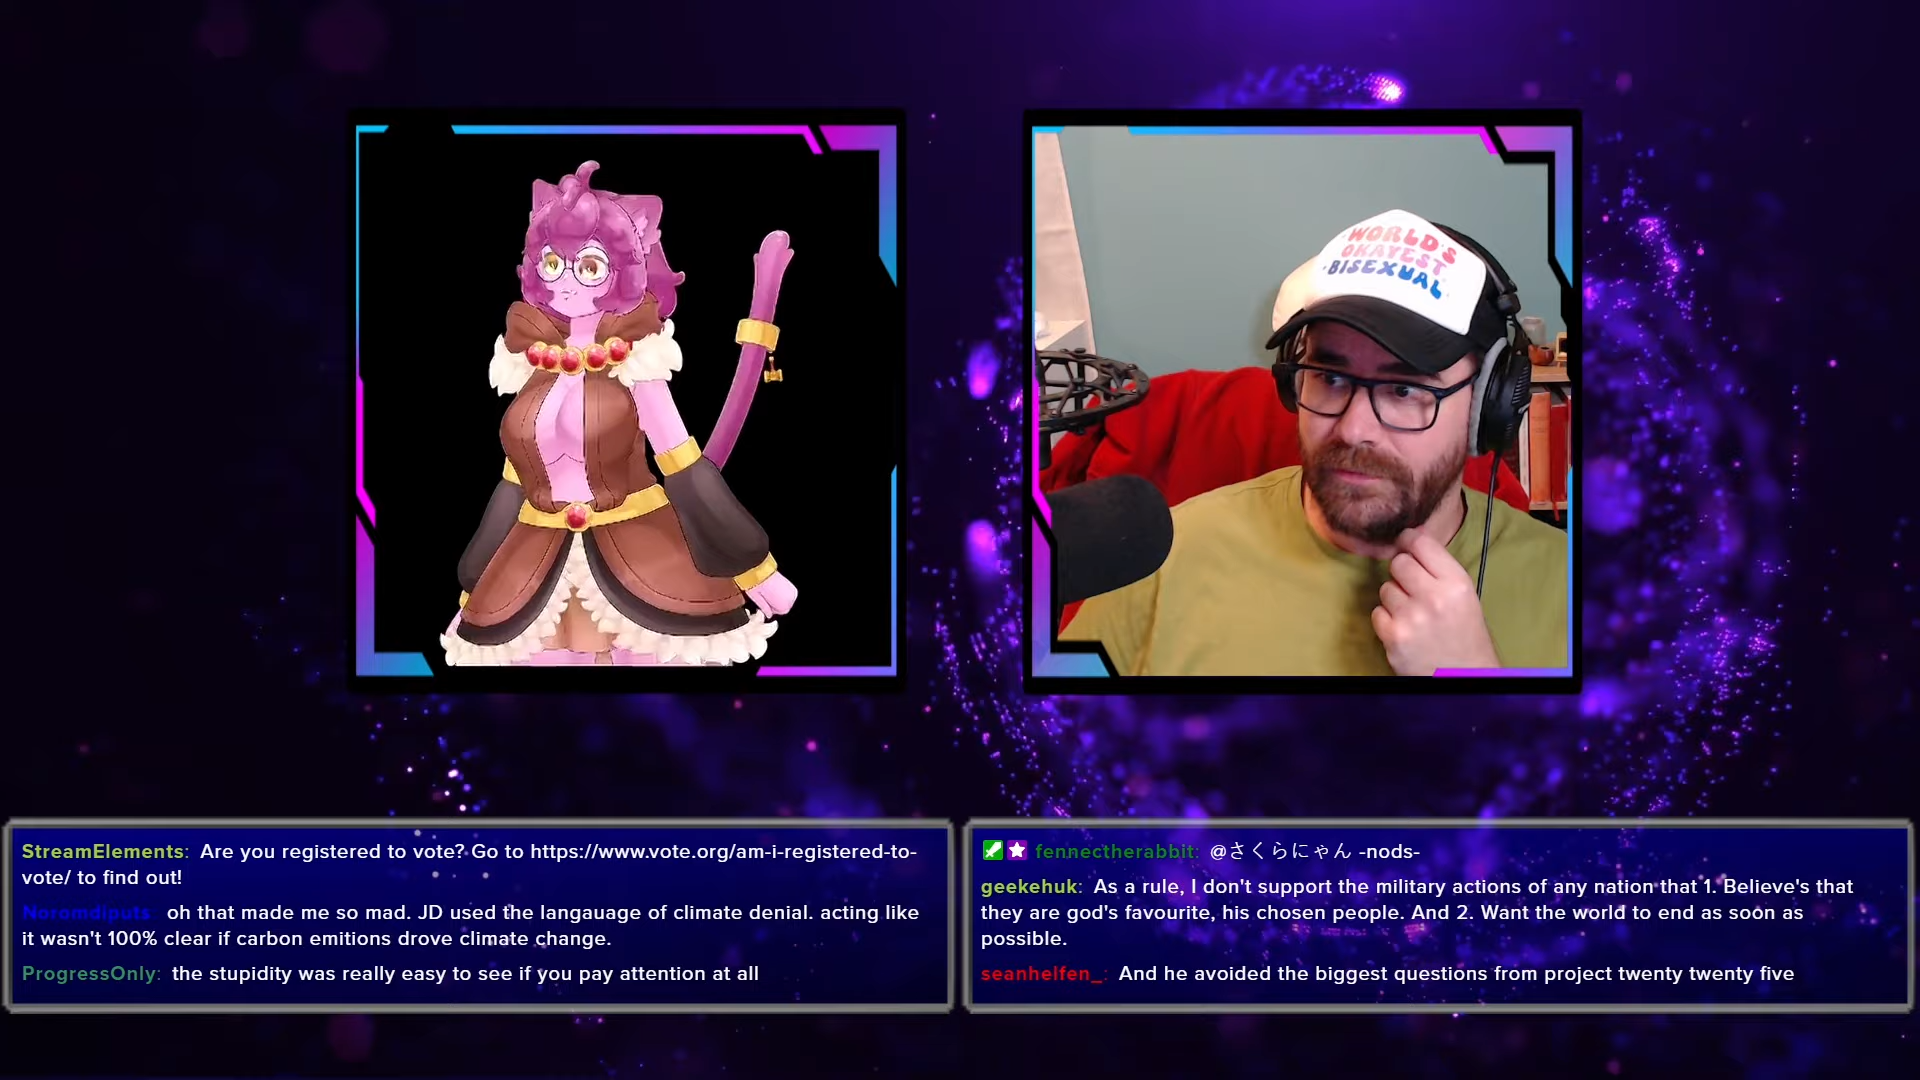 WORLD'S
OKAYEST
BISEXUAL
StreamElements: Are you registered to vote? Go to https://www.vote.org/am-i-registered-to-
vote/ to find out!
Noromdiputs: oh that made me so mad. JD used the langauage of climate denial. acting like
it wasn't 100% clear if carbon emitions drove climate change.
ProgressOnly: the stupidity was really easy to see if you pay attention at all
fennectherabbit: @さくらにゃん -nods-
geekehuk: As a rule, I don't support the military actions of any nation that 1. Believe's that
they are god's favourite, his chosen people. And 2. Want the world to end as soon as
possible.
seanhelfen_: And he avoided the biggest questions from project twenty twenty five